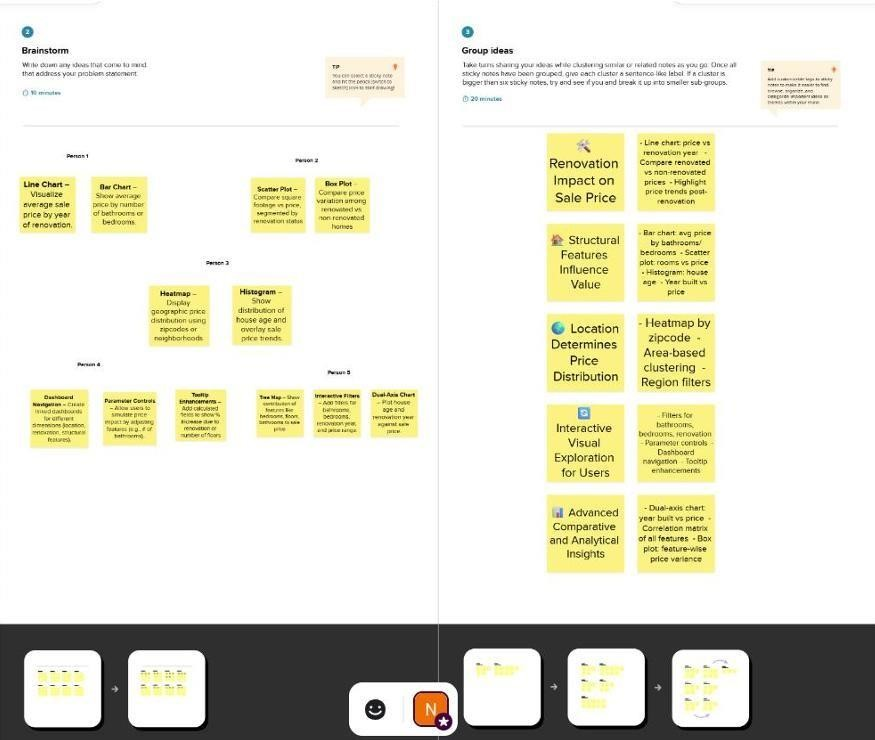 2
Brainstorm
Write down any ideas that come to mind
that address your problem statement.
10 minutes
TIP
You can select a sticky note
and hit the pencil [switch to
sketch] icon to start drawing!
Person 1
Line Chart –
Visualize
average sale
price by year
of renovation.
Bar Chart –
Show average
price by number
of bathrooms or
bedrooms.
Person 2
Scatter Plot –
Compare square
footage vs price,
segmented by
renovation status
Box Plot –
Compare price
variation among
renovated vs
non renovated
homes
Person 3
Heatmap –
Display
geographic price
distribution using
zipcodes or
neighborhoods
Histogram –
Show
distribution of
house age and
overlay sale
price trends.
Person 4
Dashboard
Navigation – Create
linked dashboards
for different
dimensions (location,
renovation, structural
features).
Parameter Controls
– Allow users to
simulate price
impact by adjusting
features (e.g., # of
bathrooms).
Tooltip
Enhancements –
Add calculated
fields to show %
increase due to
renovation or
number of floors
Person 5
Tree Map – Show
contribution of
features like
bedrooms, floors,
bathrooms to sale
price
Interactive Filters
– Add filters for
bathrooms,
bedrooms,
renovation year,
and price range
Dual-Axis Chart
– Plot house
age and
renovation year
against sale
price.
3
Group ideas
Take turns sharing your ideas while clustering similar or related notes as you go. Once all
sticky notes have been grouped, give each cluster a sentence-like label. If a cluster is
bigger than six sticky notes, try and see if you and break it up into smaller sub-groups.
20 minutes
TIP
Add customizable tags to sticky
notes to make it easier to find,
browse, organize, and
categorize important ideas as
themes within your mural.
Renovation
Impact on
Sale Price
- Line chart: price vs
renovation year -
Compare renovated
vs non-renovated
prices - Highlight
price trends post-
renovation
Structural
Features
Influence
Value
- Bar chart: avg price
by bathrooms/
bedrooms - Scatter
plot: rooms vs price
- Histogram: house
age - Year built vs
price
Location
Determines
Price
Distribution
- Heatmap by
zipcode -
Area-based
clustering -
Region filters
Interactive
Visual
Exploration
for Users
- Filters for
bathrooms,
bedrooms, renovation
- Parameter controls -
Dashboard
navigation - Tooltip
enhancements
Advanced
Comparative
and Analytical
Insights
- Dual-axis chart:
year built vs price -
Correlation matrix
of all features - Box
plot: feature-wise
price variance
N